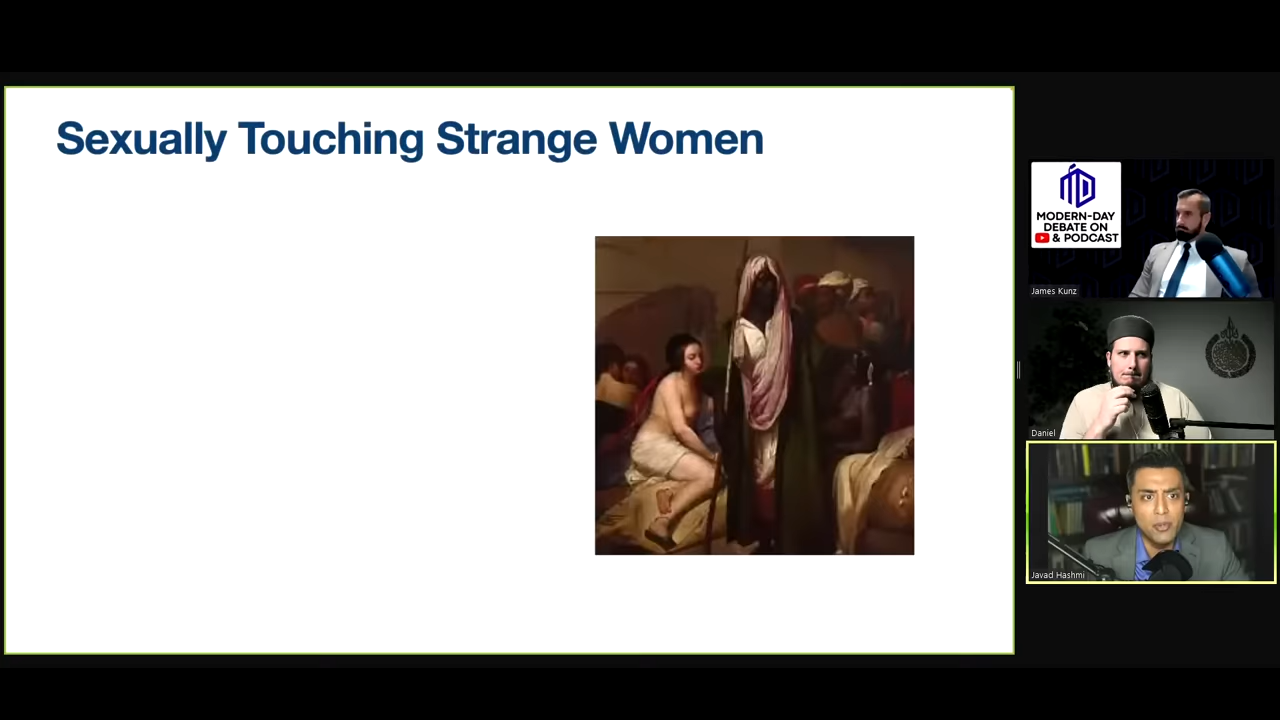 Sexually Touching Strange Women
MODERN-DAY
DEBATE ON
& PODCAST
James Kunz
Daniel
Javad Hashmi